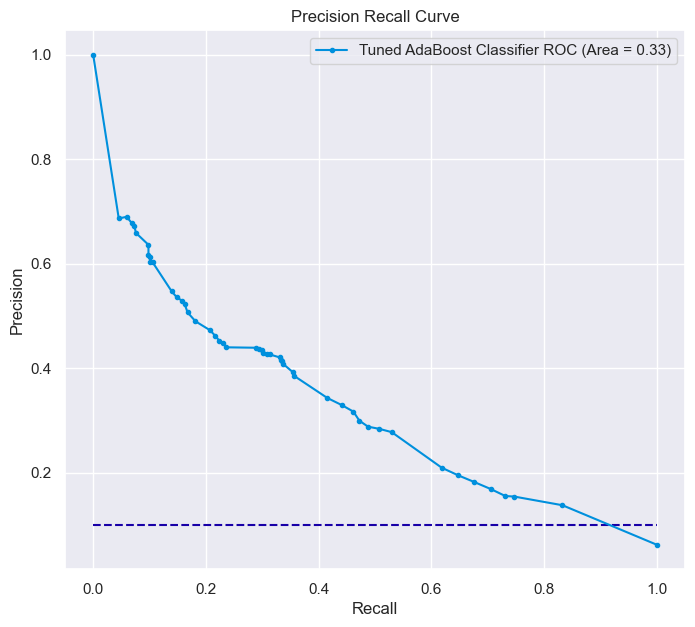 Precision Recall Curve
Tuned AdaBoost Classifier ROC (Area = 0.33)
1.0
0.8
0.6
0.4
0.2
Precision
0.0 0.2 0.4 0.6 0.8 1.0
Recall